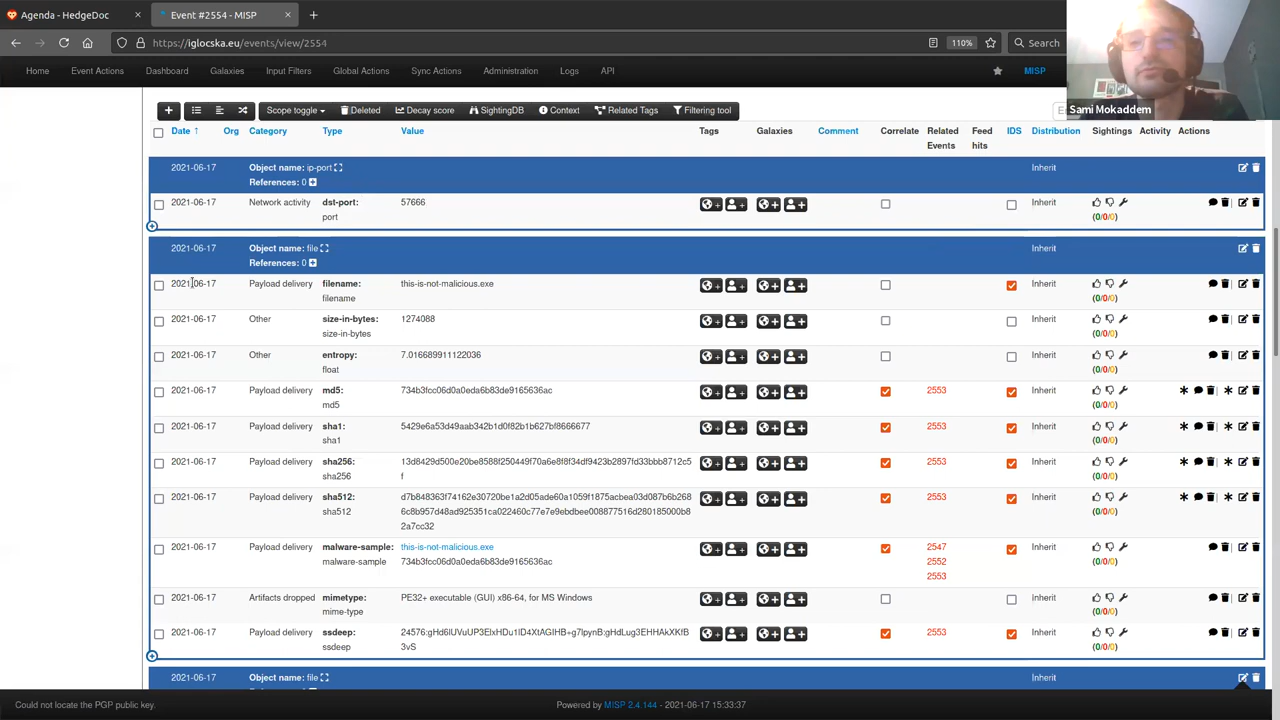 Agenda - HedgeDoc
Event #2554 - MISP
https://iglocska.eu/events/view/2554
110%
Search
Home Event Actions Dashboard Galaxies Input Filters Global Actions Sync Actions Administration Logs API MISP
Sami Mokaddem
Scope toggle Deleted Decay score SightingDB Context Related Tags Filtering tool
Date ↑ Org Category Type Value Tags Galaxies Comment Correlate Related Events Feed hits IDS Distribution Sightings Activity Actions
2021-06-17 Object name: ip-port Inherit
References: 0
2021-06-17 Network activity dst-port: 57666 Inherit
port (0/0/0)
2021-06-17 Object name: file Inherit
References: 0
2021-06-17 Payload delivery filename: this-is-not-malicious.exe Inherit
filename (0/0/0)
2021-06-17 Other size-in-bytes: 1274088 Inherit
size-in-bytes (0/0/0)
2021-06-17 Other entropy: 7.016689911122036 Inherit
float (0/0/0)
2021-06-17 Payload delivery md5: 734b3fcc06d0a0eda6b83de9165636ac 2553 Inherit
md5 (0/0/0)
2021-06-17 Payload delivery sha1: 5429e6a53d49aab342b1d0f82b1b627bf8666677 2553 Inherit
sha1 (0/0/0)
2021-06-17 Payload delivery sha256: 13d8429d500e20be8588f250449f70a6e8f8f34df9423b2897fd33bbb8712c5 2553 Inherit
sha256 f (0/0/0)
2021-06-17 Payload delivery sha512: d7b848363f74162e30720be1a2d05ade60a1059f1875acbea03d087b6b268 2553 Inherit
sha512 6c8b957d48ad925351ca022460c77e7e9ebdbee008877516d280185000b8 (0/0/0)
2a7cc32
2021-06-17 Payload delivery malware-sample: this-is-not-malicious.exe 2547 Inherit
malware-sample 734b3fcc06d0a0eda6b83de9165636ac 2552 (0/0/0)
2553
2021-06-17 Artifacts dropped mimetype: PE32+ executable (GUI) x86-64, for MS Windows Inherit
mime-type (0/0/0)
2021-06-17 Payload delivery ssdeep: 24576:gHd6lUVuUP3ElxHDu1lD4XtAGIHB+g7lpynB:gHdLug3EHHAkXfB 2553 Inherit
ssdeep 3vS (0/0/0)
2021-06-17 Object name: file Inherit
Could not locate the PGP public key.
Powered by MISP 2.4.144 - 2021-06-17 15:33:37